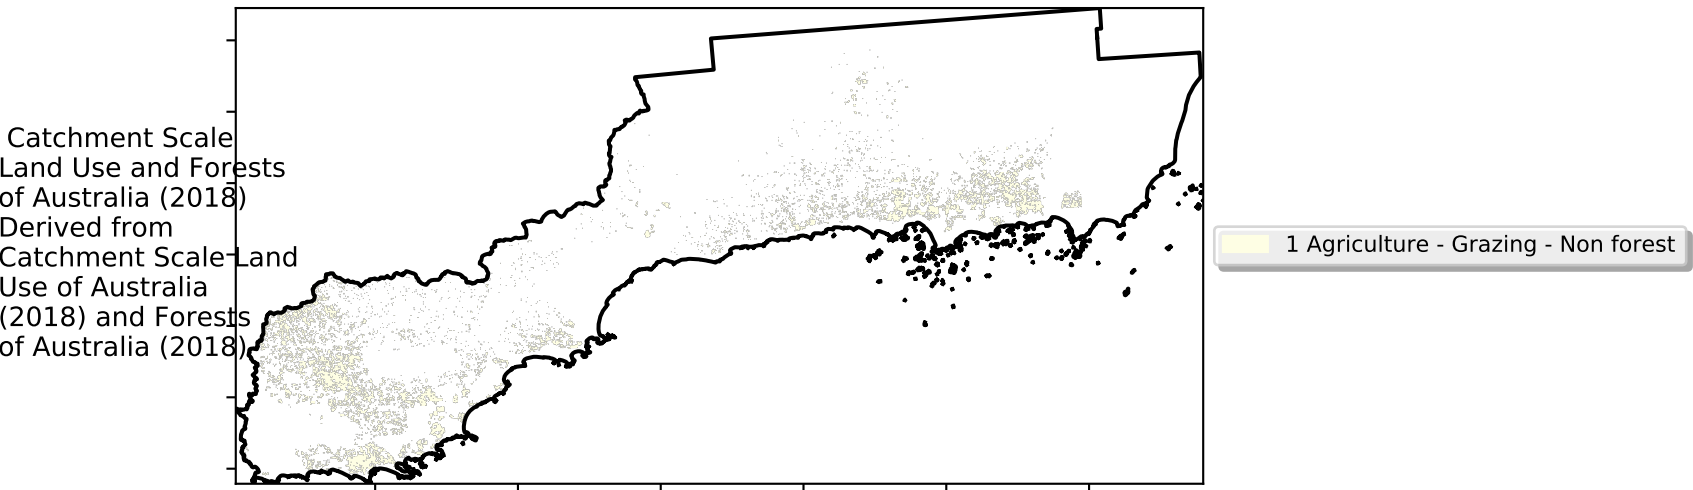 Catchment Scale
Land Use and Forests
of Australia (2018)
Derived from
Catchment Scale Land
Use of Australia
(2018) and Forests
of Australia (2018)
1 Agriculture - Grazing - Non forest